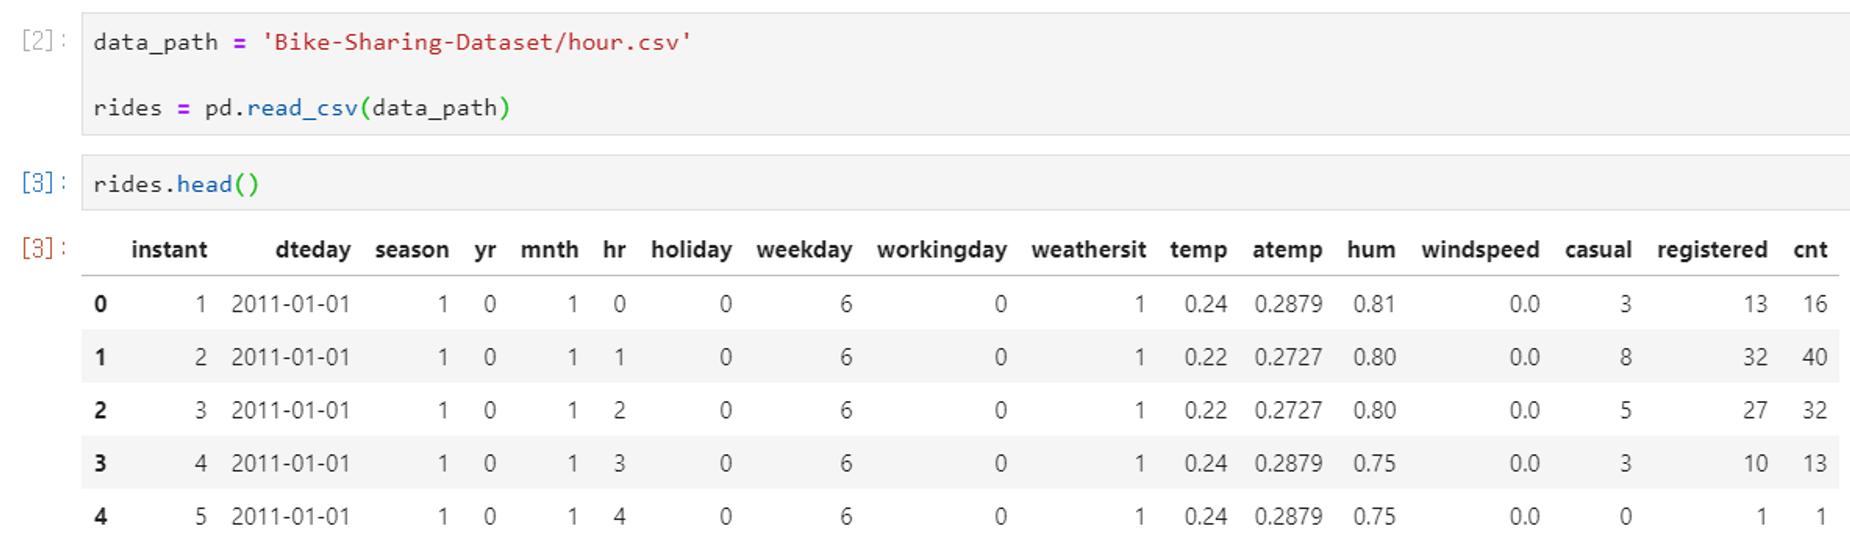 [2]: data_path = 'Bike-Sharing-Dataset/hour.csv'
rides = pd.read_csv(data_path)
[3]: rides.head()
[3]: instant dteday season yr mnth hr holiday weekday workingday weathersit temp atemp hum windspeed casual registered cnt
0 1 2011-01-01 1 0 1 0 0 6 0 1 0.24 0.2879 0.81 0.0 3 13 16
1 2 2011-01-01 1 0 1 1 0 6 0 1 0.22 0.2727 0.80 0.0 8 32 40
2 3 2011-01-01 1 0 1 2 0 6 0 1 0.22 0.2727 0.80 0.0 5 27 32
3 4 2011-01-01 1 0 1 3 0 6 0 1 0.24 0.2879 0.75 0.0 3 10 13
4 5 2011-01-01 1 0 1 4 0 6 0 1 0.24 0.2879 0.75 0.0 0 1 1